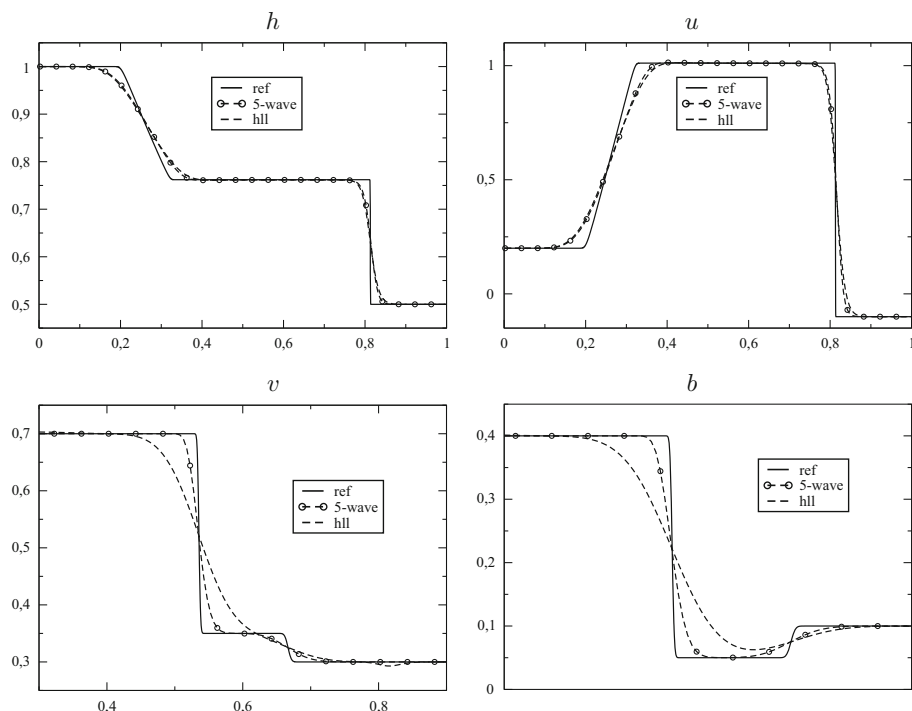 h
1
0,9
0,8
0,7
0,6
0,5
0 0,2 0,4 0,6 0,8 1
ref
5-wave
hll
u
1
0,5
0
0 0,2 0,4 0,6 0,8 1
ref
5-wave
hll
v
0,7
0,6
0,5
0,4
0,3
0,4 0,6 0,8
ref
5-wave
hll
b
0,4
0,3
0,2
0,1
0
ref
5-wave
hll